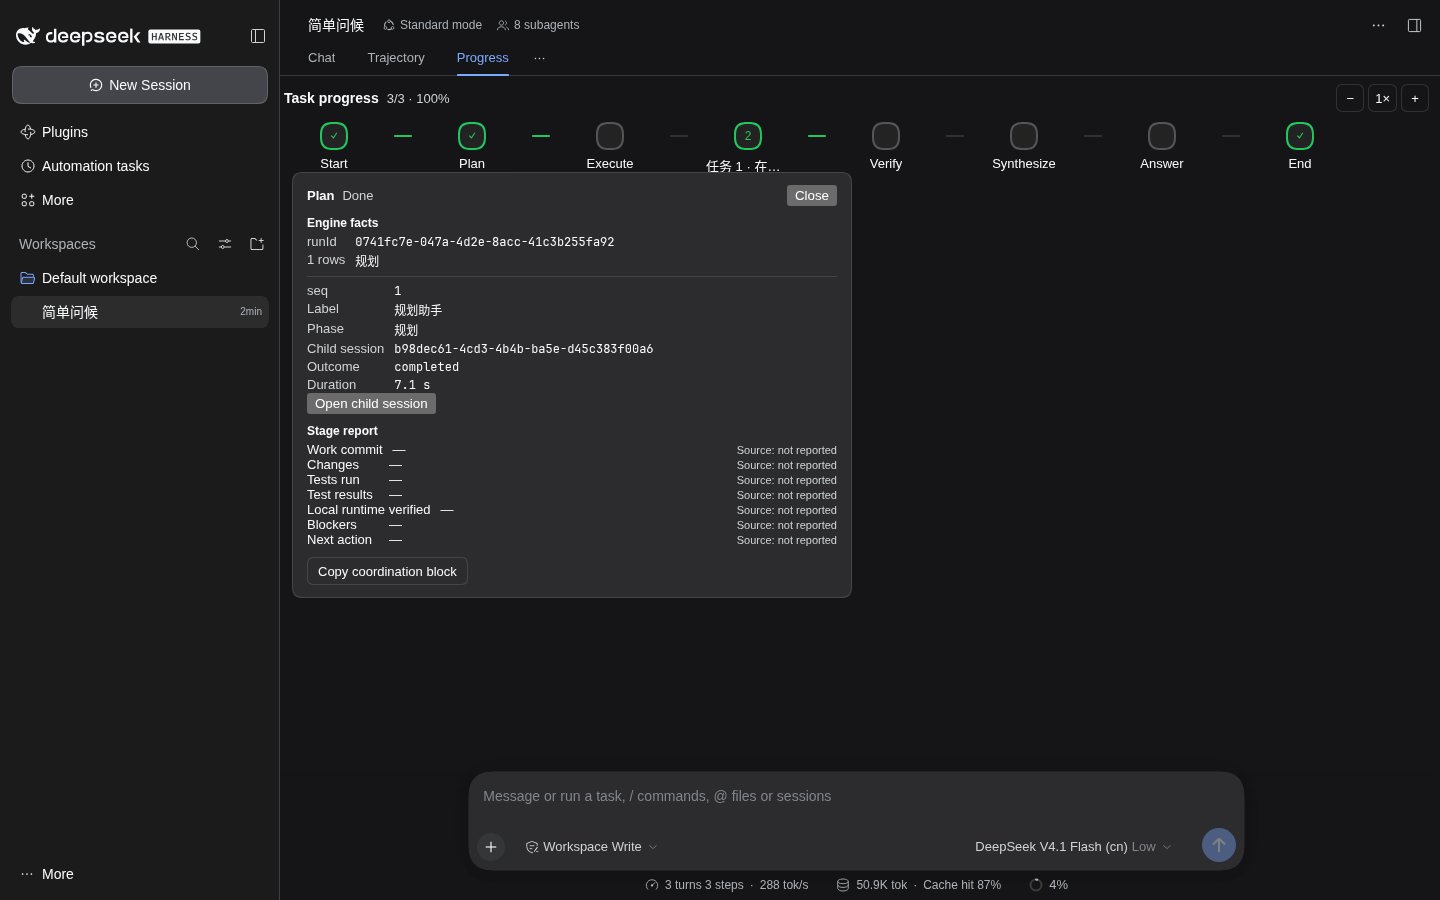 deepseek HARNESS
New Session
Plugins
Automation tasks
More
Workspaces
Default workspace
简单问候 2min
More
简单问候 Standard mode 8 subagents
Chat Trajectory Progress ···
Task progress 3/3 · 100%
− 1× +
2
Start Plan Execute 任务 1 · 在… Verify Synthesize Answer End
Plan Done Close
Engine facts
runId 0741fc7e-047a-4d2e-8acc-41c3b255fa92
1 rows 规划
seq 1
Label 规划助手
Phase 规划
Child session b98dec61-4cd3-4b4b-ba5e-d45c383f00a6
Outcome completed
Duration 7.1 s
Open child session
Stage report
Work commit — Source: not reported
Changes — Source: not reported
Tests run — Source: not reported
Test results — Source: not reported
Local runtime verified — Source: not reported
Blockers — Source: not reported
Next action — Source: not reported
Copy coordination block
Message or run a task, / commands, @ files or sessions
Workspace Write DeepSeek V4.1 Flash (cn) Low
3 turns 3 steps · 288 tok/s 50.9K tok · Cache hit 87% 4%